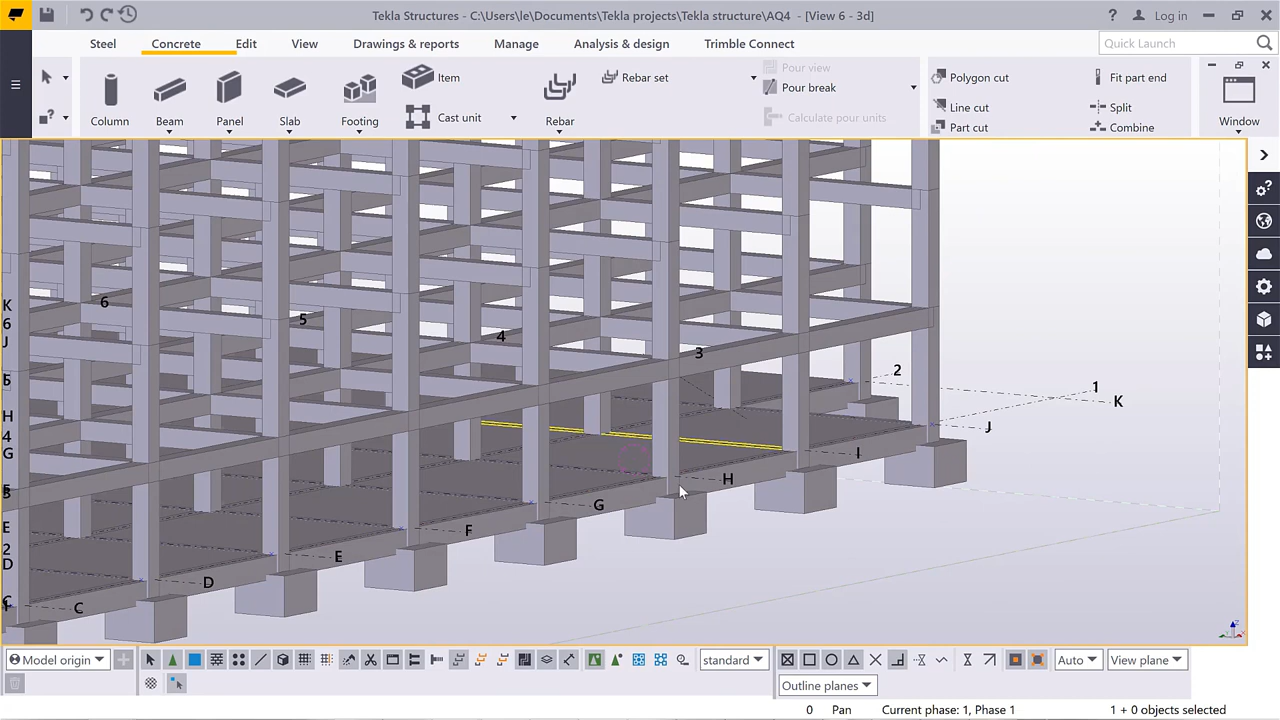 Tekla Structures - C:\Users\le\Documents\Tekla projects\Tekla structure\AQ4 - [View 6 - 3d]
? Log in
Steel Concrete Edit View Drawings & reports Manage Analysis & design Trimble Connect Quick Launch
Column
Beam
Panel
Slab
Footing
Item
Cast unit
Rebar
Rebar set
Pour view
Pour break
Calculate pour units
Polygon cut
Line cut
Part cut
Fit part end
Split
Combine
Window
K
6
J
H
4
G
E
2
D
6
5
4
3
2
1
K
J
I
H
G
F
E
D
C
Model origin
standard
Auto
View plane
Outline planes
0 Pan Current phase: 1, Phase 1 1 + 0 objects selected